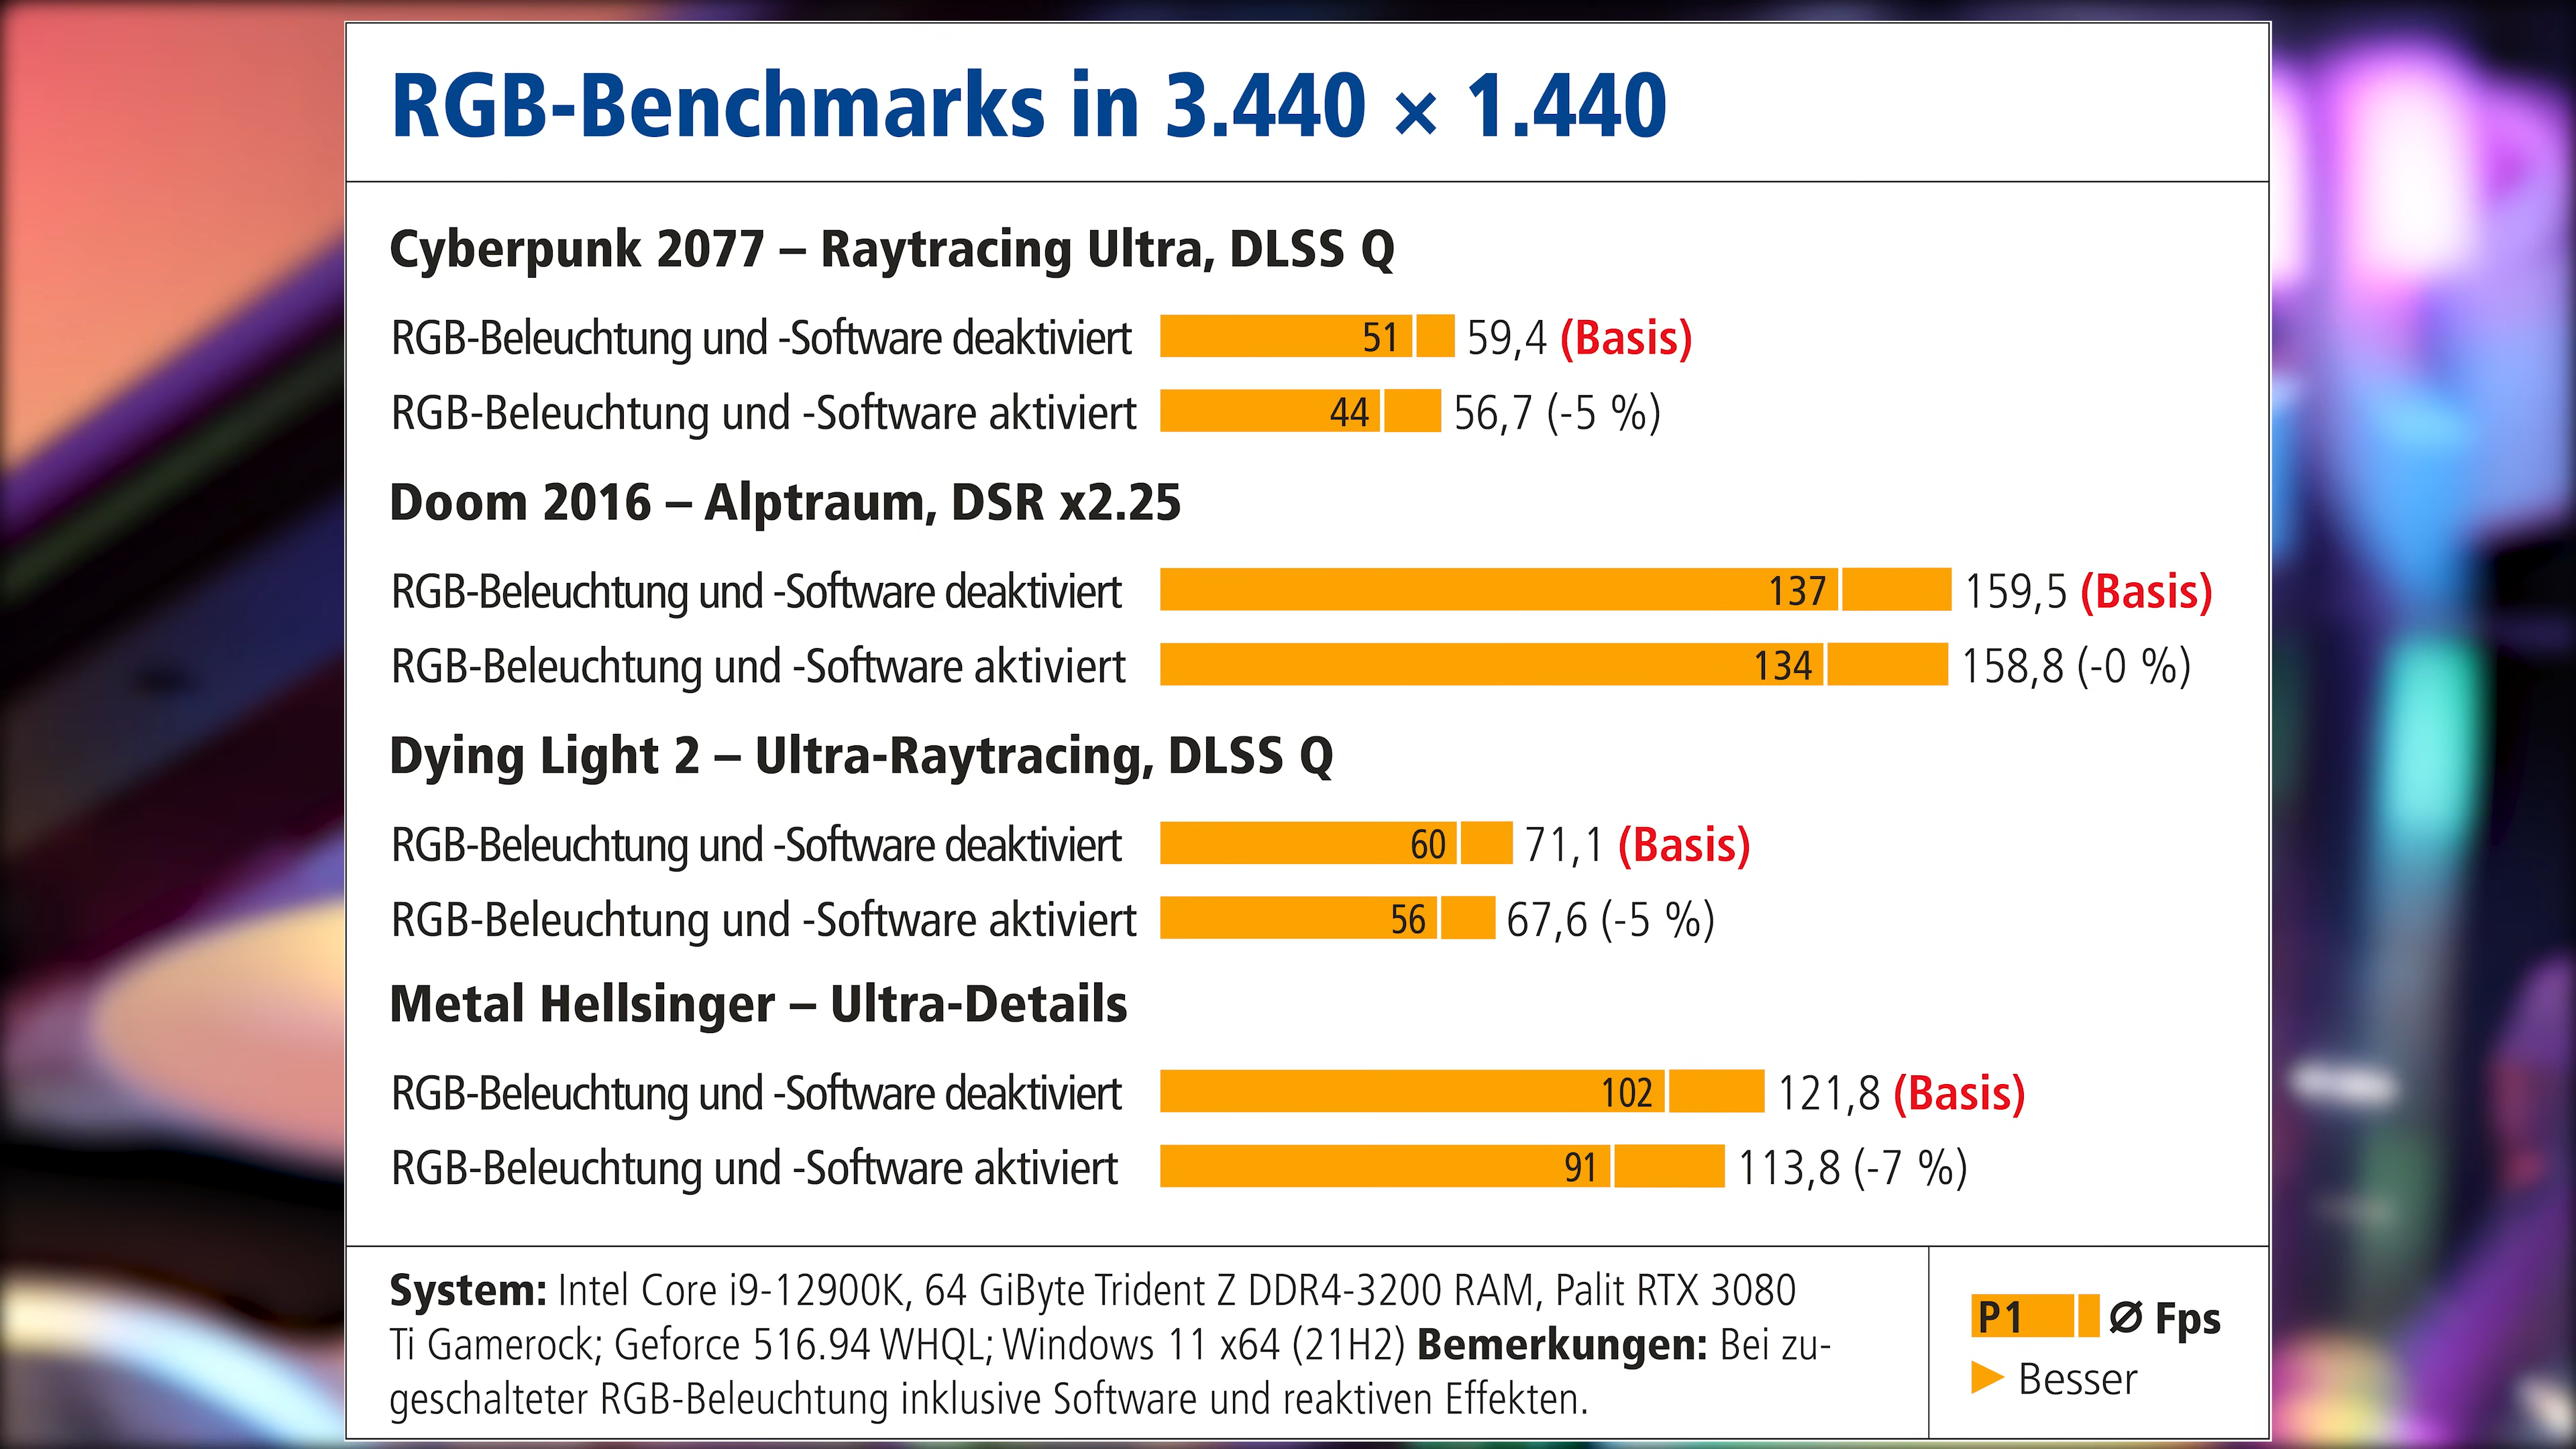 RGB-Benchmarks in 3.440 × 1.440
Cyberpunk 2077 – Raytracing Ultra, DLSS Q
RGB-Beleuchtung und -Software deaktiviert 51 59,4 (Basis)
RGB-Beleuchtung und -Software aktiviert 44 56,7 (-5 %)
Doom 2016 – Alptraum, DSR x2.25
RGB-Beleuchtung und -Software deaktiviert 137 159,5 (Basis)
RGB-Beleuchtung und -Software aktiviert 134 158,8 (-0 %)
Dying Light 2 – Ultra-Raytracing, DLSS Q
RGB-Beleuchtung und -Software deaktiviert 60 71,1 (Basis)
RGB-Beleuchtung und -Software aktiviert 56 67,6 (-5 %)
Metal Hellsinger – Ultra-Details
RGB-Beleuchtung und -Software deaktiviert 102 121,8 (Basis)
RGB-Beleuchtung und -Software aktiviert 91 113,8 (-7 %)
System: Intel Core i9-12900K, 64 GiByte Trident Z DDR4-3200 RAM, Palit RTX 3080
Ti Gamerock; Geforce 516.94 WHQL; Windows 11 x64 (21H2) Bemerkungen: Bei zu-
geschalteter RGB-Beleuchtung inklusive Software und reaktiven Effekten.
P1 Ø Fps
► Besser